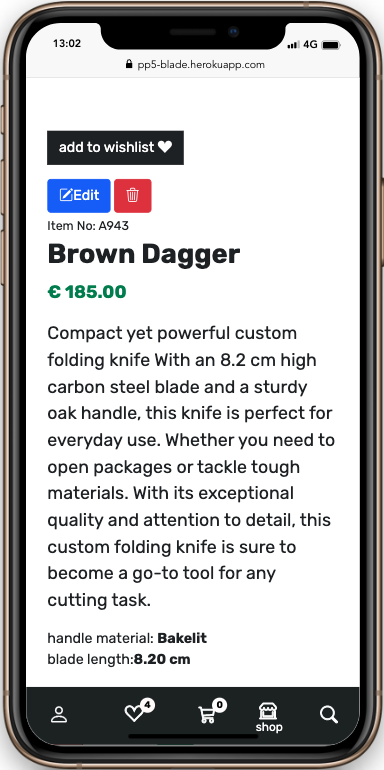 13:02
4G
pp5-blade.herokuapp.com
add to wishlist
Edit
Item No: A943
Brown Dagger
€ 185.00
Compact yet powerful custom
folding knife With an 8.2 cm high
carbon steel blade and a sturdy
oak handle, this knife is perfect for
everyday use. Whether you need to
open packages or tackle tough
materials. With its exceptional
quality and attention to detail, this
custom folding knife is sure to
become a go-to tool for any
cutting task.
handle material: Bakelit
blade length:8.20 cm
4
0
shop